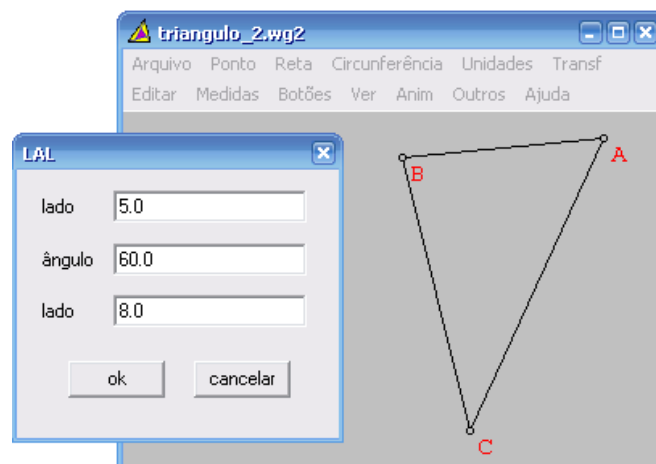 triangulo_2.wg2
Arquivo Ponto Reta Circunferência Unidades Transf
Editar Medidas Botões Ver Anim Outros Ajuda
LAL
lado 5.0
ângulo 60.0
lado 8.0
ok cancelar
A
B
C